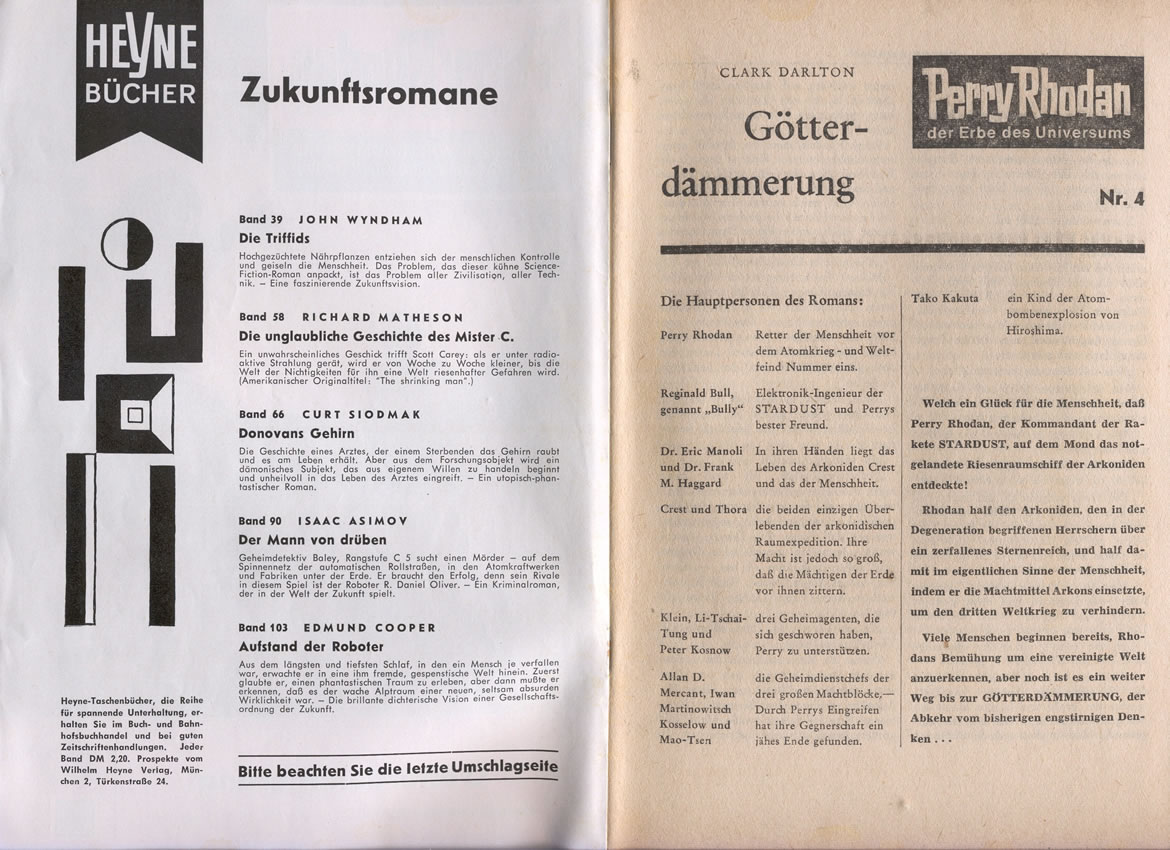 HEYNE
BÜCHER
Zukunftsromane
Band 39 JOHN WYNDHAM
Die Triffids
Hochgezüchtete Nährpflanzen entziehen sich der menschlichen Kontrolle
und geiseln die Menschheit. Das Problem, das dieser kühne Science-
Fiction-Roman anpackt, ist das Problem aller Zivilisation, aller Tech-
nik. – Eine faszinierende Zukunftsvision.
Band 58 RICHARD MATHESON
Die unglaubliche Geschichte des Mister C.
Ein unwahrscheinliches Geschick trifft Scott Carey: als er unter radio-
aktive Strahlung gerät, wird er von Woche zu Woche kleiner, bis die
Welt der Nichtigkeiten für ihn eine Welt riesenhafter Gefahren wird.
(Amerikanischer Originaltitel: "The shrinking man".)
Band 66 CURT SIODMAK
Donovans Gehirn
Die Geschichte eines Arztes, der einem Sterbenden das Gehirn raubt
und es am Leben erhält. Aber aus dem Forschungsobjekt wird ein
dämonisches Subjekt, das aus eigenem Willen zu handeln beginnt
und unheilvoll in das Leben des Arztes eingreift. – Ein utopisch-phan-
tastischer Roman.
Band 90 ISAAC ASIMOV
Der Mann von drüben
Geheimdetektiv Baley, Rangstufe C 5 sucht einen Mörder – auf dem
Spinnennetz der automatischen Rollstraßen, in den Atomkraftwerken
und Fabriken unter der Erde. Er braucht den Erfolg, denn sein Rivale
in diesem Spiel ist der Roboter R. Daniel Oliver. – Ein Kriminalroman,
der in der Welt der Zukunft spielt.
Band 103 EDMUND COOPER
Aufstand der Roboter
Aus dem längsten und tiefsten Schlaf, in den ein Mensch je verfallen
war, erwachte er in eine ihm fremde, gespenstische Welt hinein. Zuerst
glaubte er, einen phantastischen Traum zu erleben, aber dann mußte er
erkennen, daß es der wache Alptraum einer neuen, seltsam absurden
Wirklichkeit war. – Die brillante dichterische Vision einer Gesellschafts-
ordnung der Zukunft.
Heyne-Taschenbücher, die Reihe
für spannende Unterhaltung, er-
halten Sie im Buch- und Bahn-
hofsbuchhandel und bei guten
Zeitschriftenhandlungen. Jeder
Band DM 2,20. Prospekte vom
Wilhelm Heyne Verlag, Mün-
chen 2, Türkenstraße 24.
Bitte beachten Sie die letzte Umschlagseite
CLARK DARLTON
Götter-
dämmerung
Perry Rhodan
der Erbe des Universums
Nr. 4
Die Hauptpersonen des Romans:
Perry Rhodan Retter der Menschheit vor
dem Atomkrieg - und Welt-
feind Nummer eins.
Reginald Bull, Elektronik-Ingenieur der
genannt „Bully“ STARDUST und Perrys
bester Freund.
Dr. Eric Manoli In ihren Händen liegt das
und Dr. Frank Leben des Arkoniden Crest
M. Haggard und das der Menschheit.
Crest und Thora die beiden einzigen Über-
lebenden der arkonidischen
Raumexpedition. Ihre
Macht ist jedoch so groß,
daß die Mächtigen der Erde
vor ihnen zittern.
Klein, Li-Tschai- drei Geheimagenten, die
Tung und sich geschworen haben,
Peter Kosnow Perry zu unterstützen.
Allan D. die Geheimdienstchefs der
Mercant, Iwan drei großen Machtblöcke,—
Martinowitsch Durch Perrys Eingreifen
Kosselow und hat ihre Gegnerschaft ein
Mao-Tsen jähes Ende gefunden.
Tako Kakuta ein Kind der Atom-
bombenexplosion von
Hiroshima.
Welch ein Glück für die Menschheit, daß
Perry Rhodan, der Kommandant der Ra-
kete STARDUST, auf dem Mond das not-
gelandete Riesenraumschiff der Arkoniden
entdeckte!
Rhodan half den Arkoniden, den in der
Degeneration begriffenen Herrschern über
ein zerfallenes Sternenreich, und half da-
mit im eigentlichen Sinne der Menschheit,
indem er die Machtmittel Arkons einsetzte,
um den dritten Weltkrieg zu verhindern.
Viele Menschen beginnen bereits, Rho-
dans Bemühung um eine vereinigte Welt
anzuerkennen, aber noch ist es ein weiter
Weg bis zur GÖTTERDÄMMERUNG, der
Abkehr vom bisherigen engstirnigen Den-
ken . . .